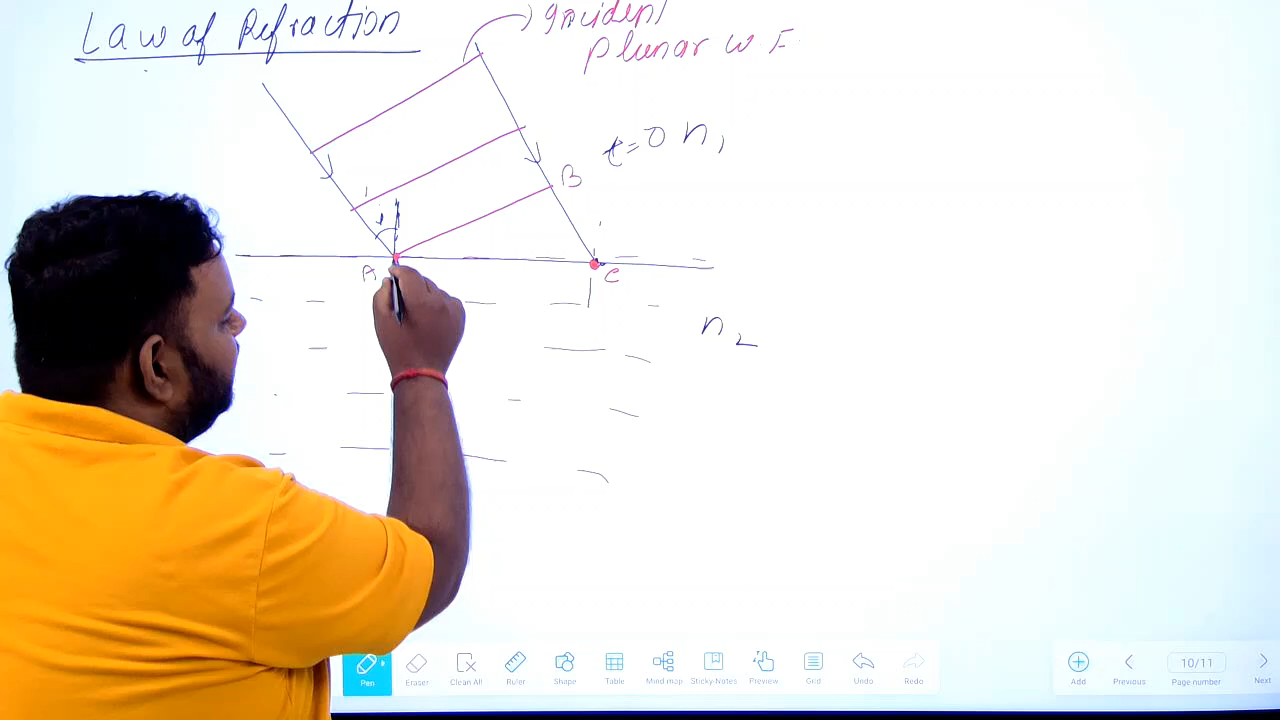 Law of Refraction
Incident
planar W.F.
t=0 n1
B
i
A
C
n2
Pen
Eraser
Clean All
Ruler
Shape
Table
Mind map
Sticky-Notes
Preview
Grid
Undo
Redo
Add
Previous
10/11
Page number
Next